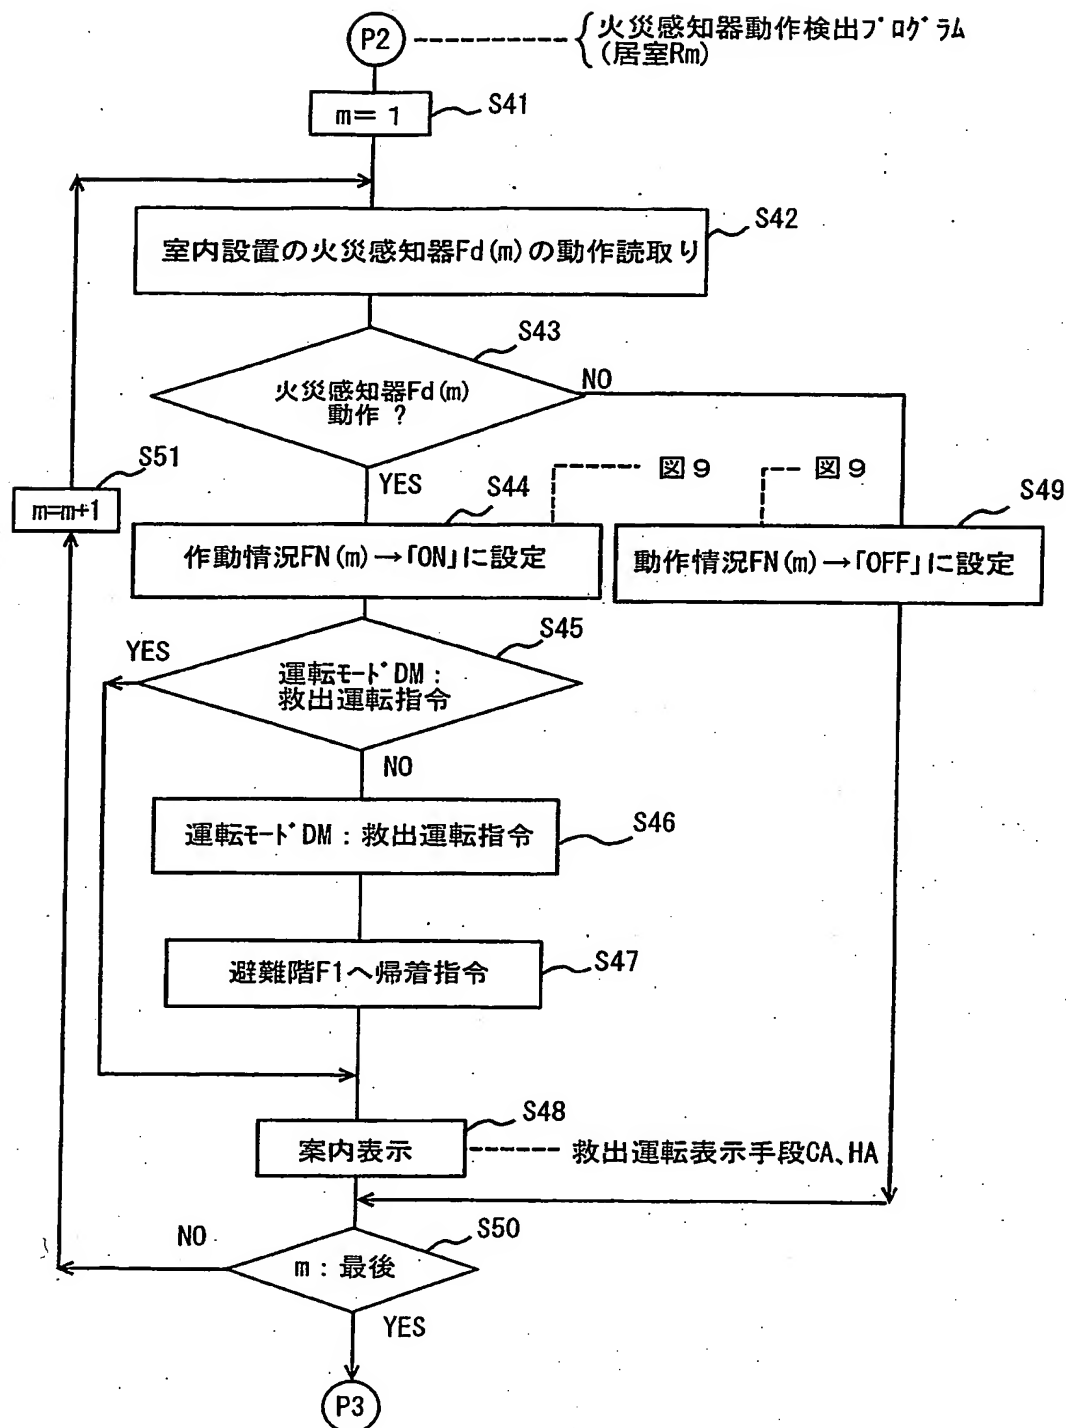 P2
火災感知器動作検出プログラム
(居室Rm)
m=1
S41
S42
室内設置の火災感知器Fd(m)の動作読取り
S43
火災感知器Fd(m)
動作?
NO
S51
YES
図9
図9
S44
S49
m=m+1
作動情況FN(m)→「ON」に設定
動作情況FN(m)→「OFF」に設定
S45
YES
運転モードDM:
救出運転指令
NO
運転モードDM:救出運転指令
S46
避難階F1へ帰着指令
S47
S48
案内表示
救出運転表示手段CA、HA
NO
S50
m:最後
YES
P3